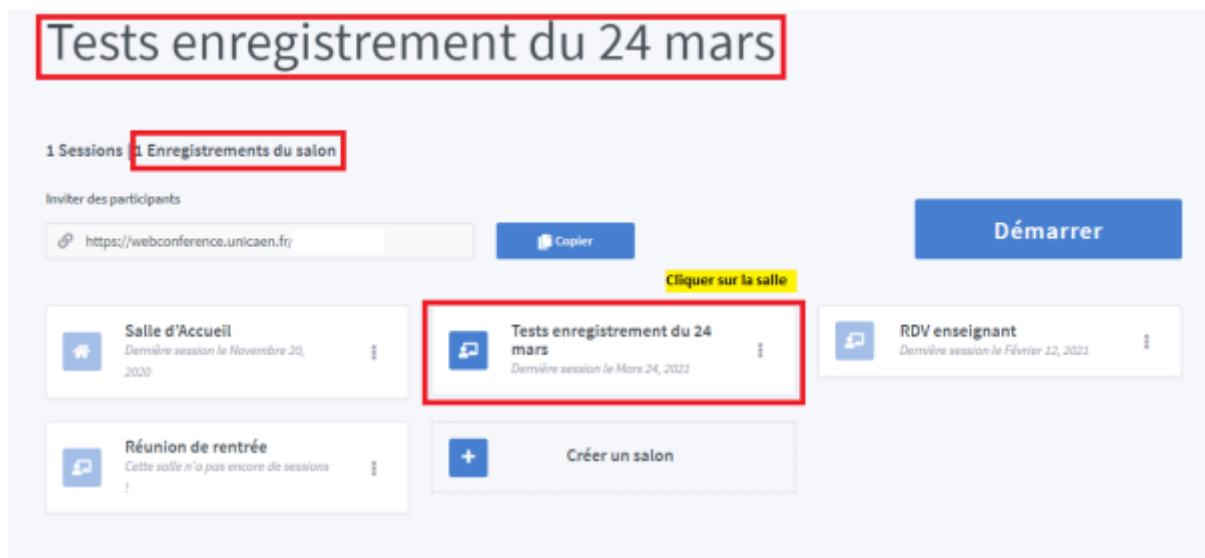 Tests enregistrement du 24 mars
1 Sessions | 1 Enregistrements du salon
Inviter des participants
https://webconference.unicaen.fr/
Copier
Démarrer
Cliquer sur la salle
Salle d'Accueil
Dernière session le Novembre 20,
2020
Tests enregistrement du 24
mars
Dernière session le Mars 24, 2021
RDV enseignant
Dernière session le Février 12, 2021
Réunion de rentrée
Cette salle n'a pas encore de sessions
!
Créer un salon